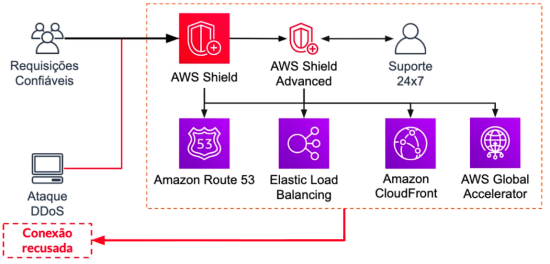 Requisições
Confiáveis
AWS Shield
AWS Shield
Advanced
Suporte
24x7
Ataque
DDoS
53
Amazon Route 53
Elastic Load
Balancing
Amazon
CloudFront
AWS Global
Accelerator
Conexão
recusada